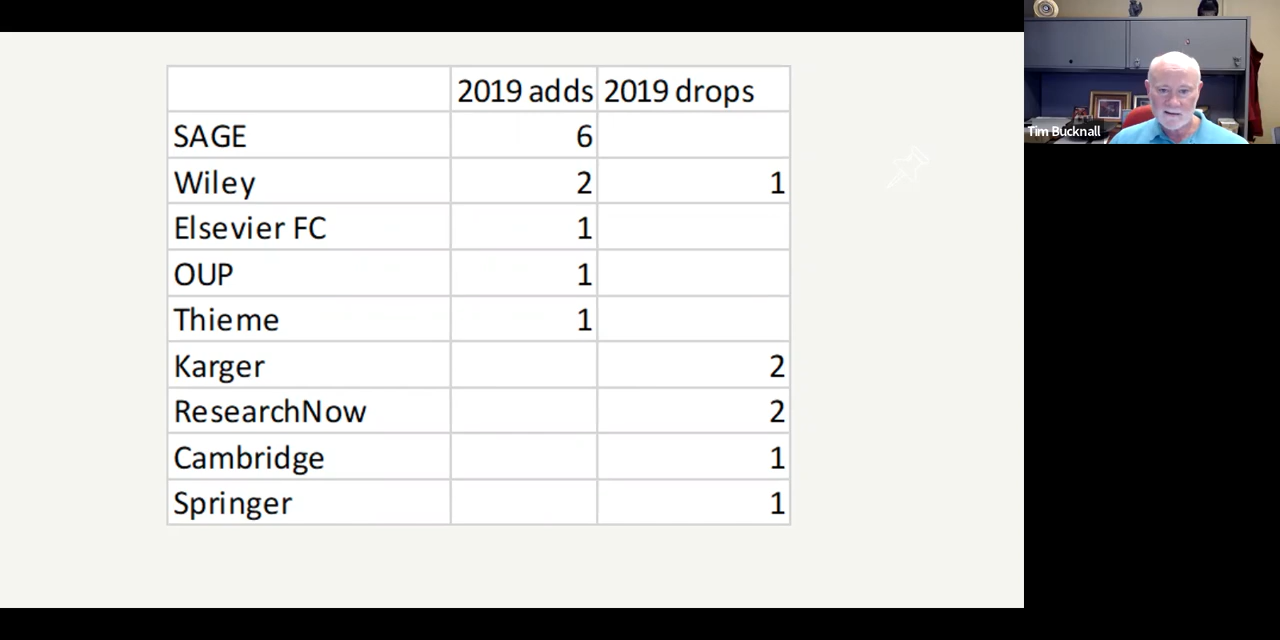 2019 adds 2019 drops
SAGE 6
Wiley 2 1
Elsevier FC 1
OUP 1
Thieme 1
Karger 2
ResearchNow 2
Cambridge 1
Springer 1
Tim Bucknall